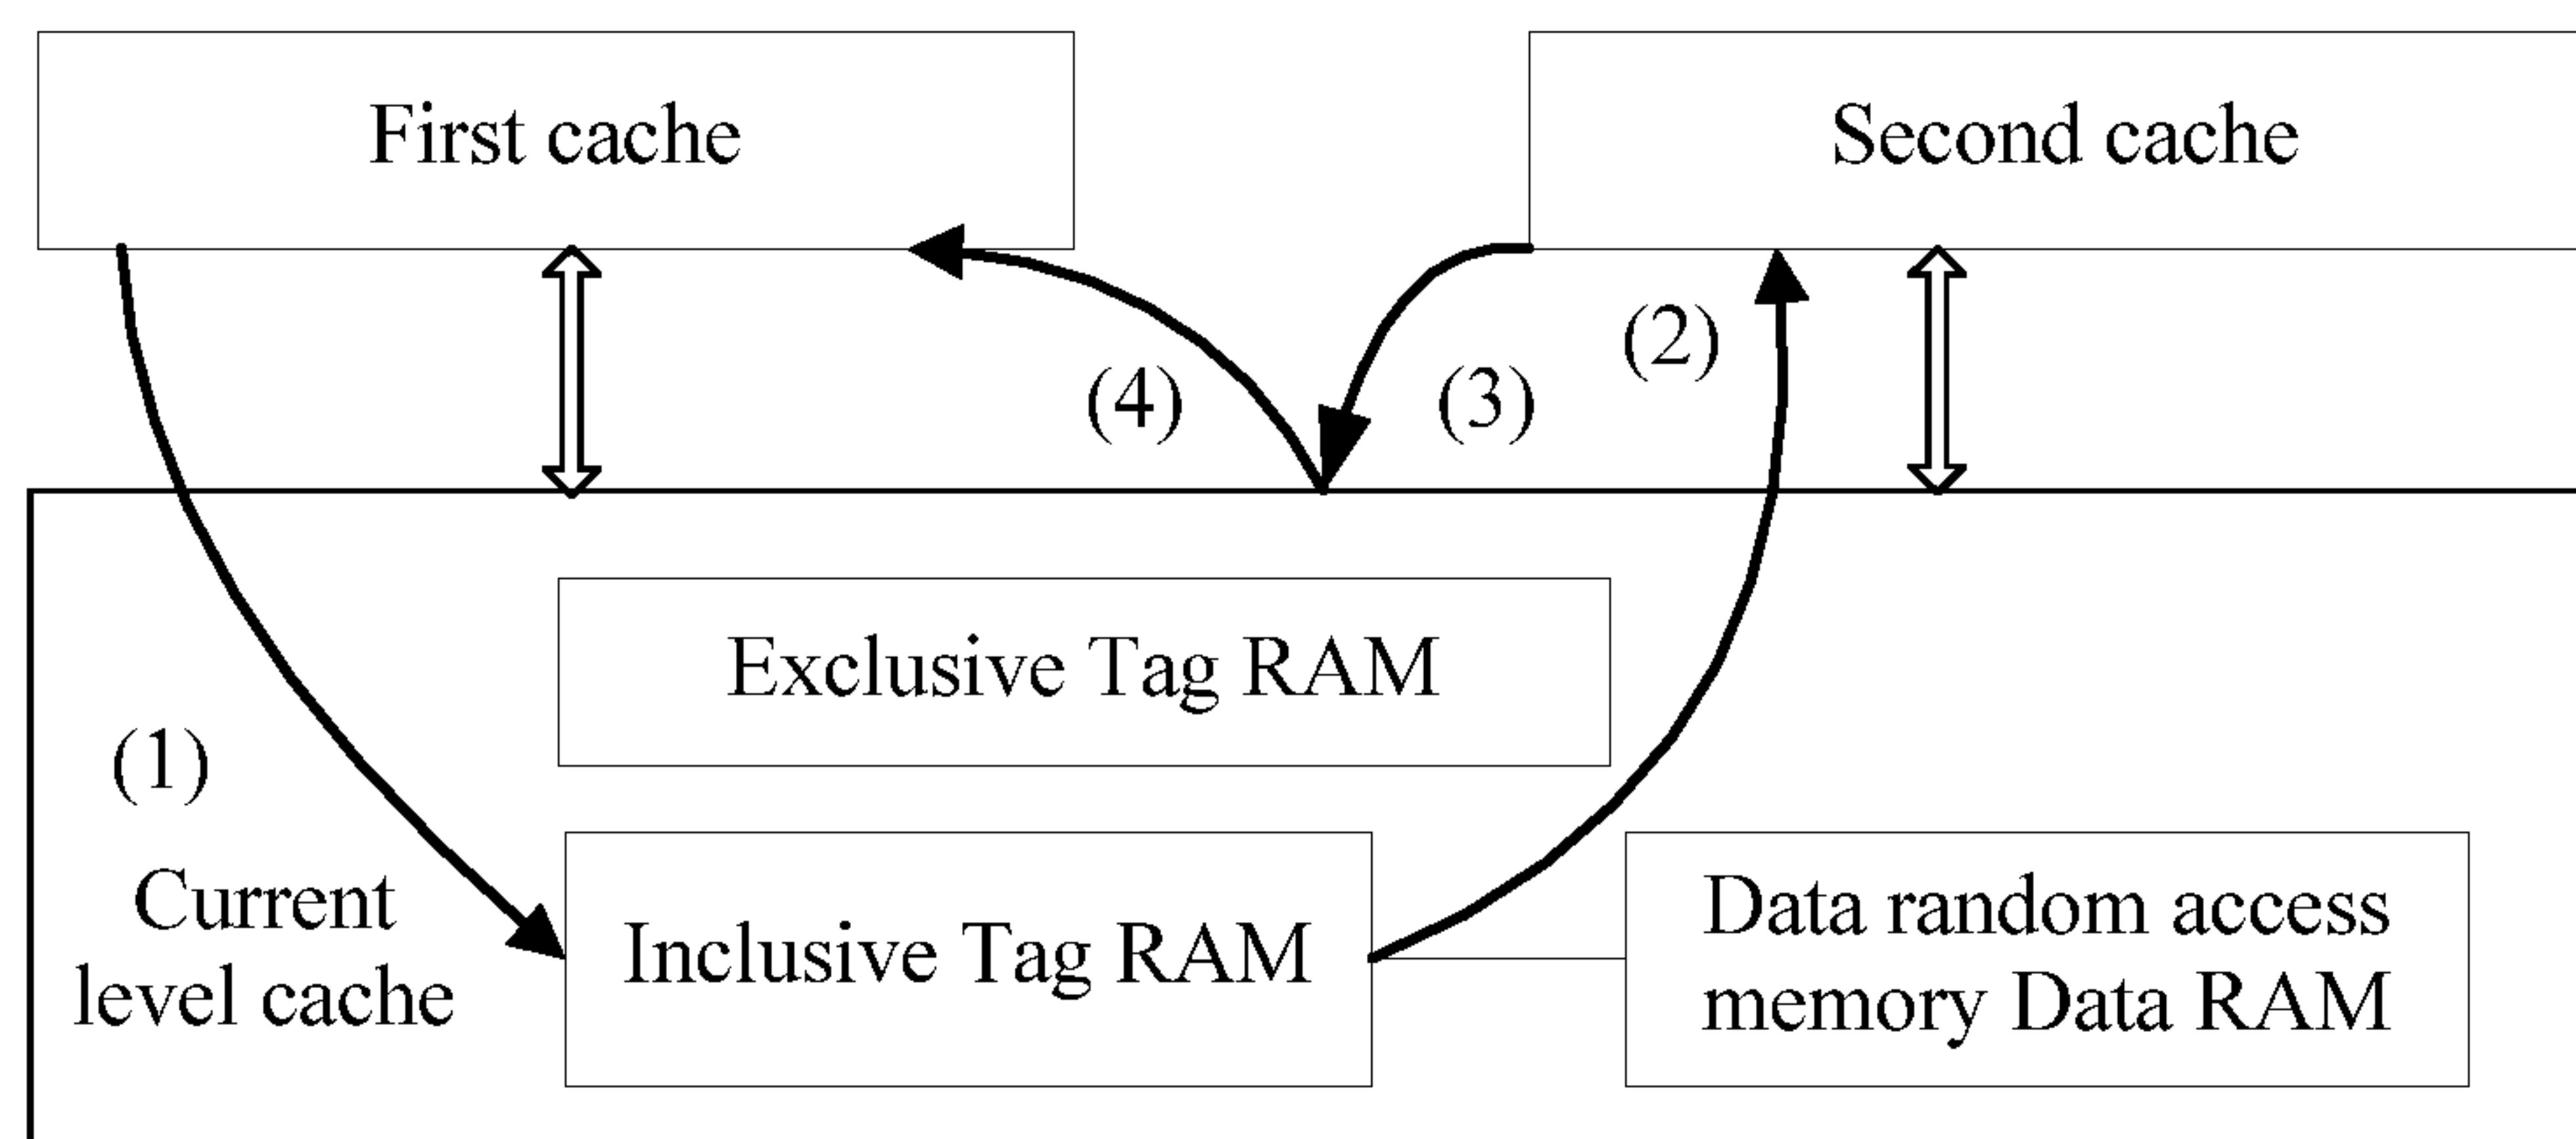 First cache
Second cache
(2)
(4)
(3)
Exclusive Tag RAM
(1)
Current
level cache
Inclusive Tag RAM
Data random access
memory Data RAM